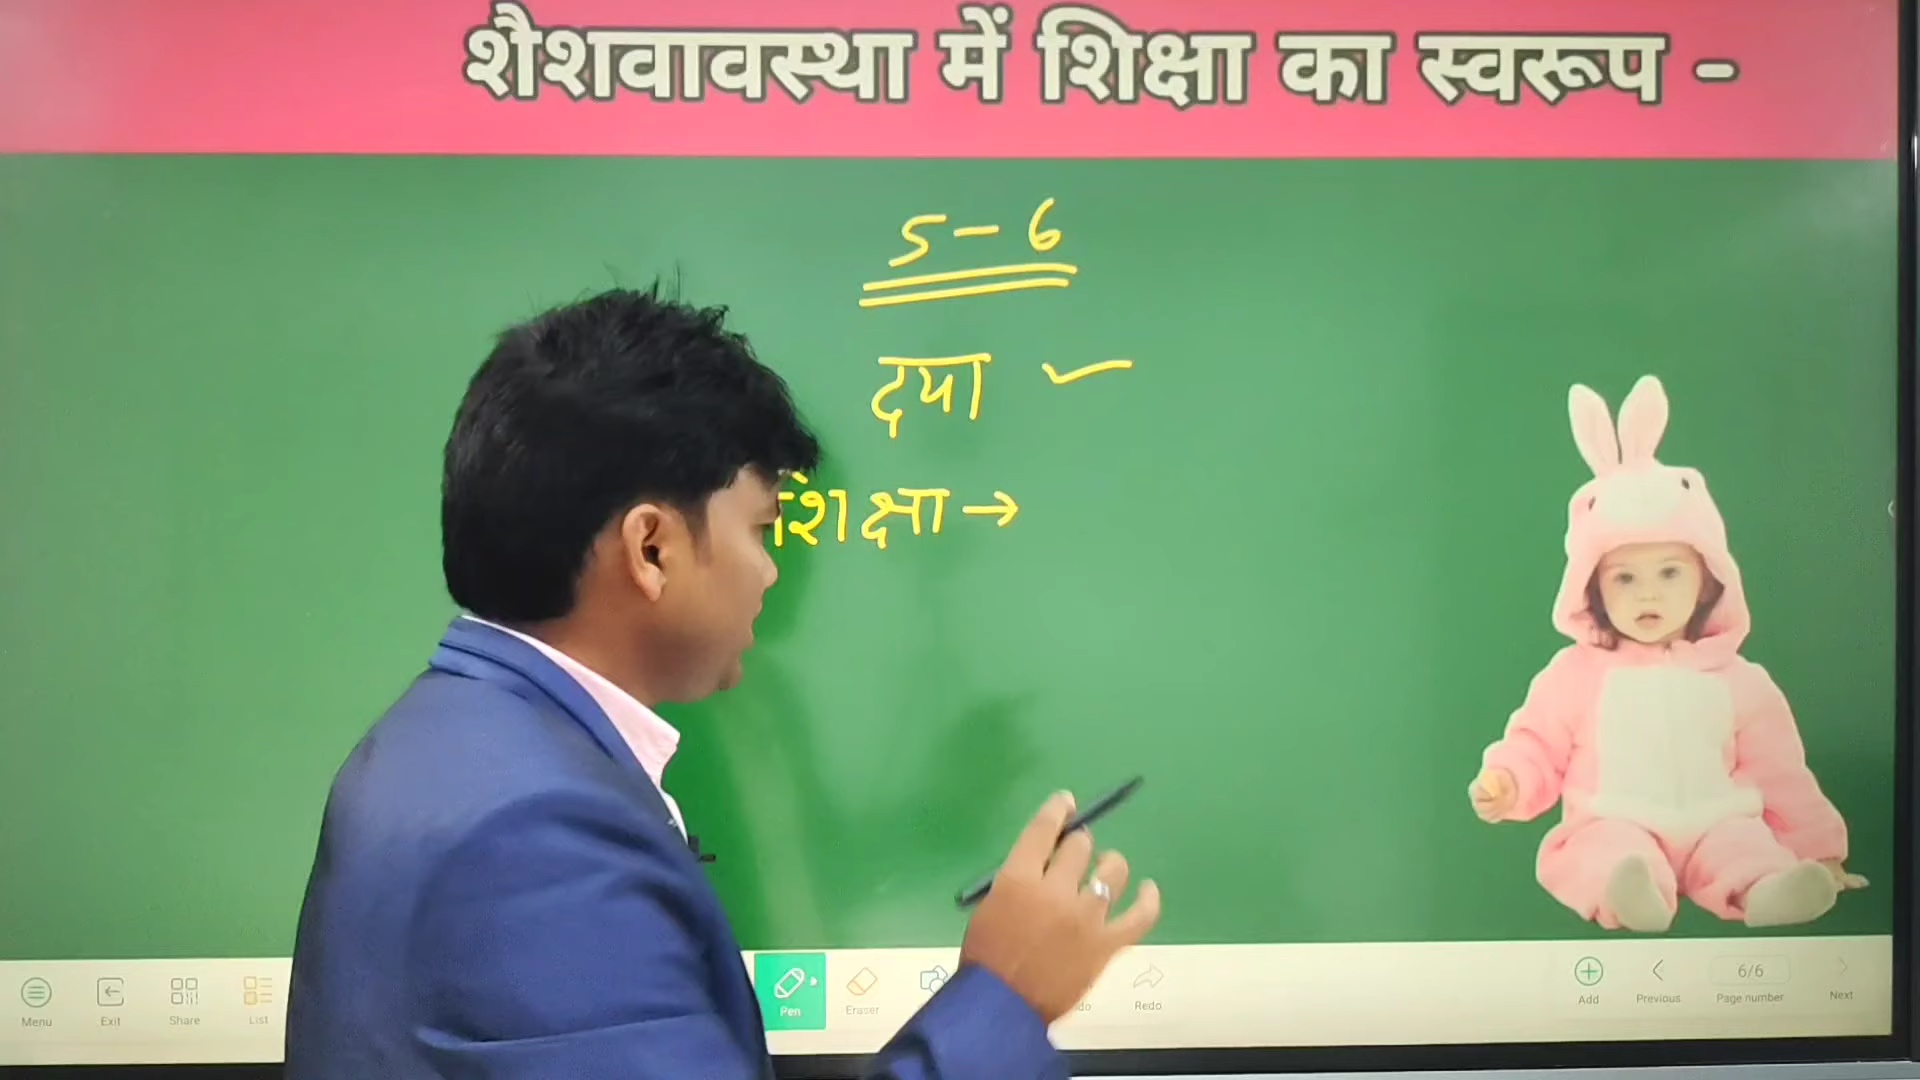 शैशवावस्था में शिक्षा का स्वरूप -
5 - 6
दया ✓
शिक्षा →
Menu Exit Share List Pen Eraser Redo Add Previous 6/6 Page number Next